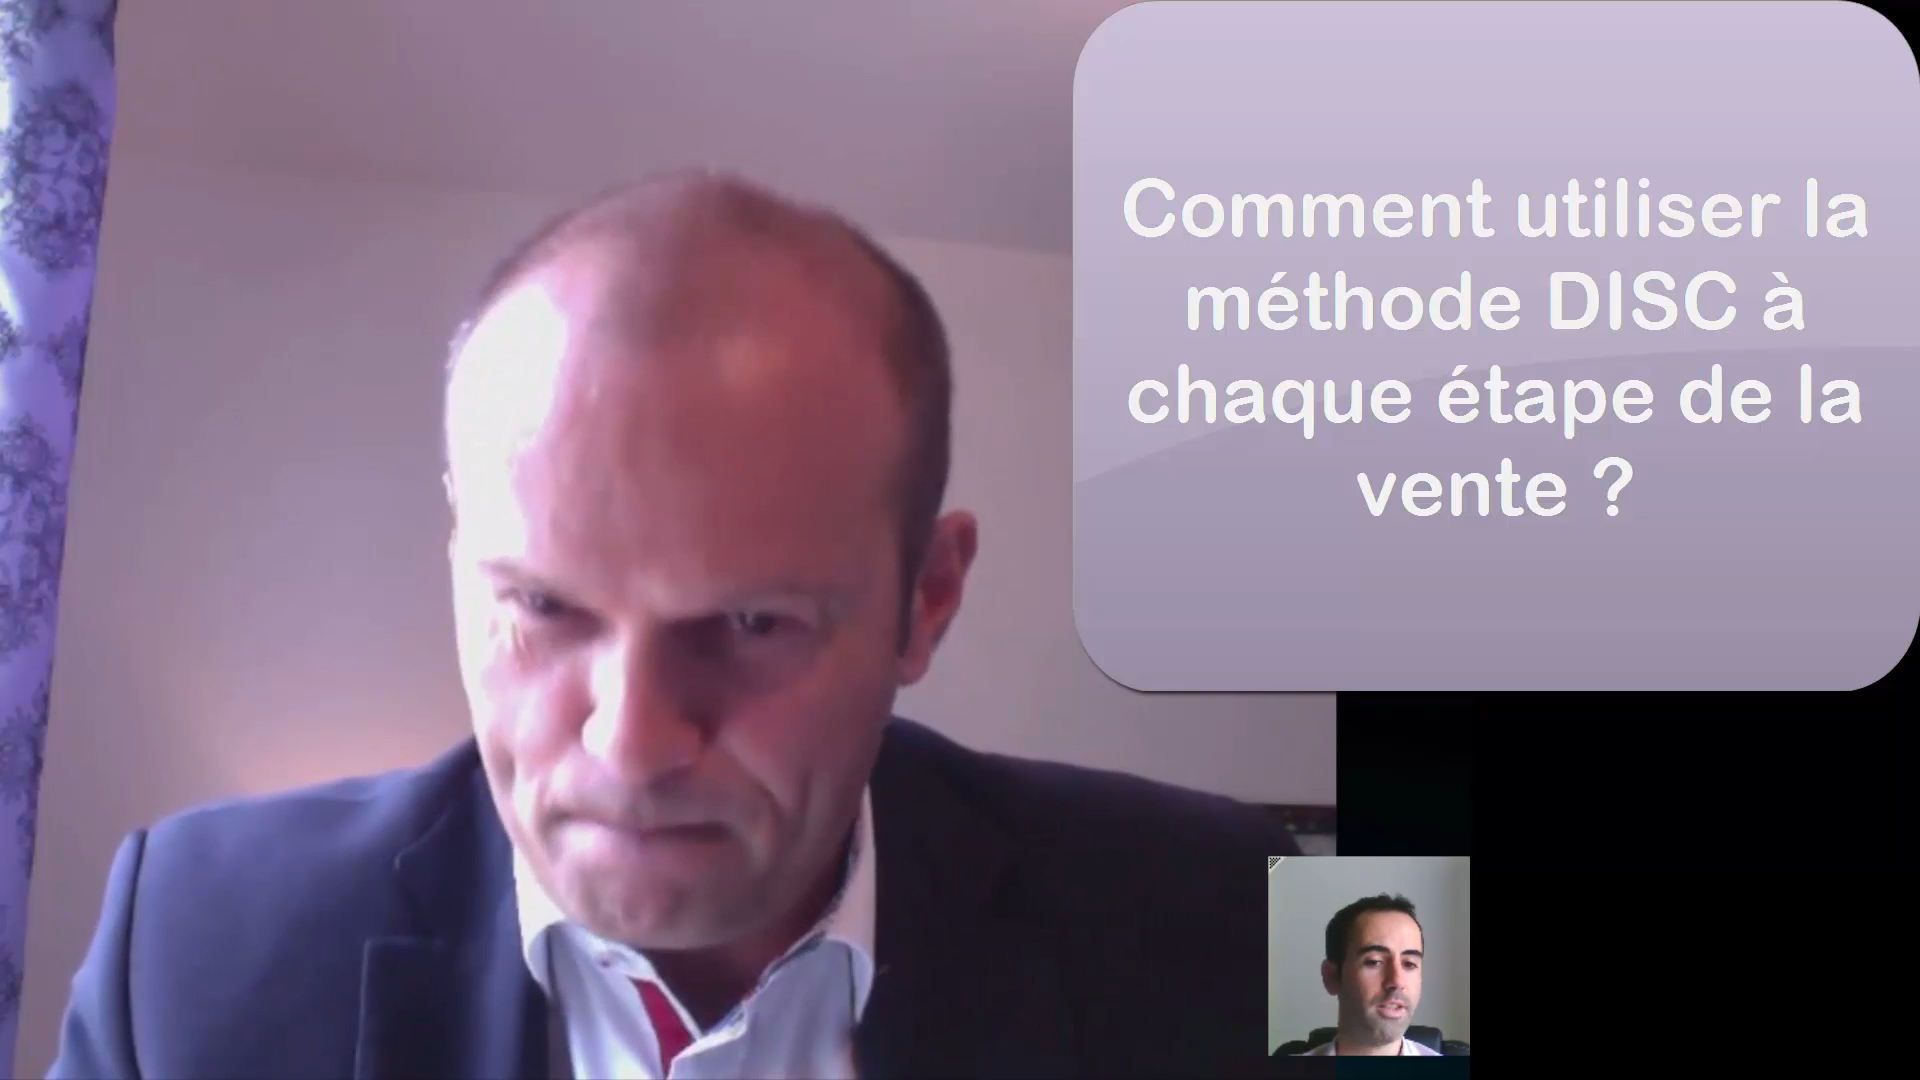 Comment utiliser la
méthode DISC à
chaque étape de la
vente ?